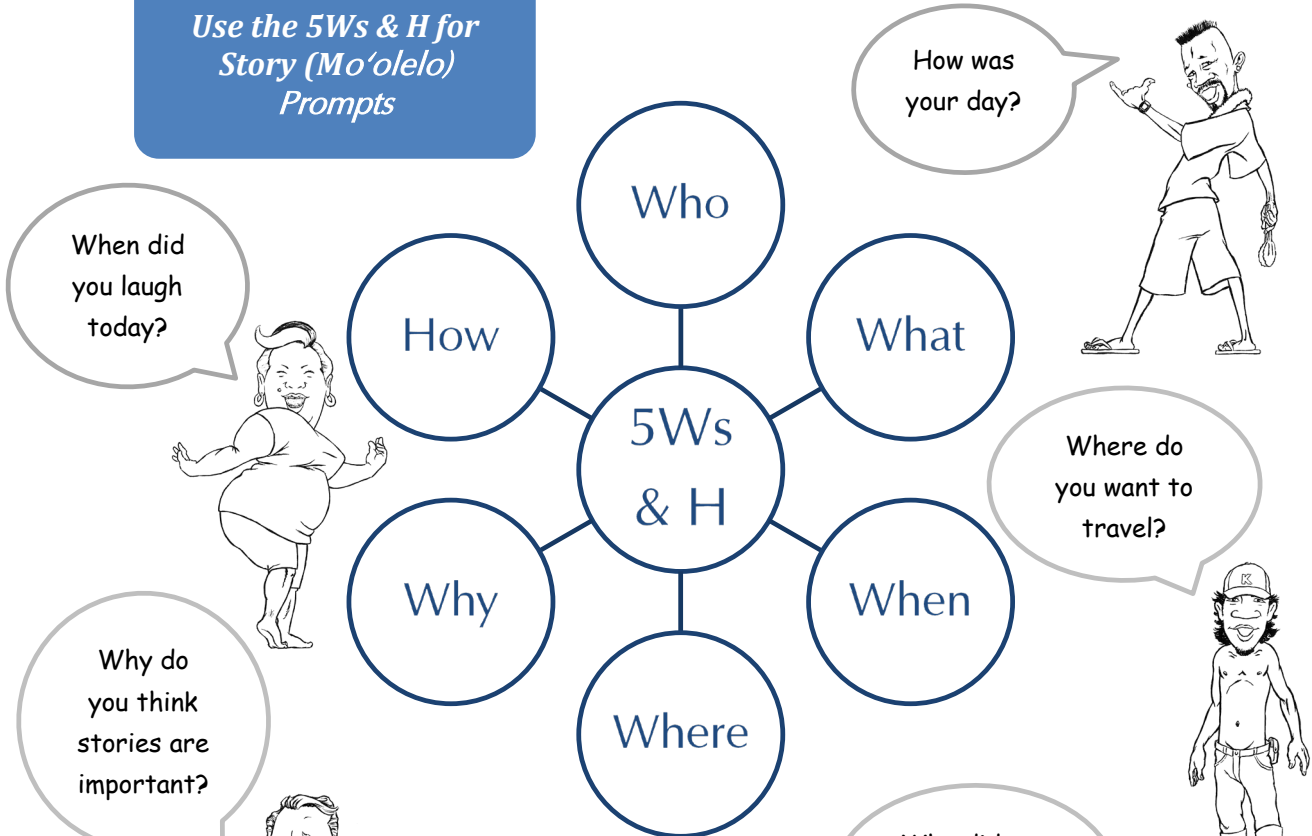 Use the 5Ws & H for
Story (Moʻolelo)
Prompts
How was
your day?
When did
you laugh
today?
Who
How
What
5Ws
& H
Where do
you want to
travel?
Why
When
K
Why do
you think
stories are
important?
Where